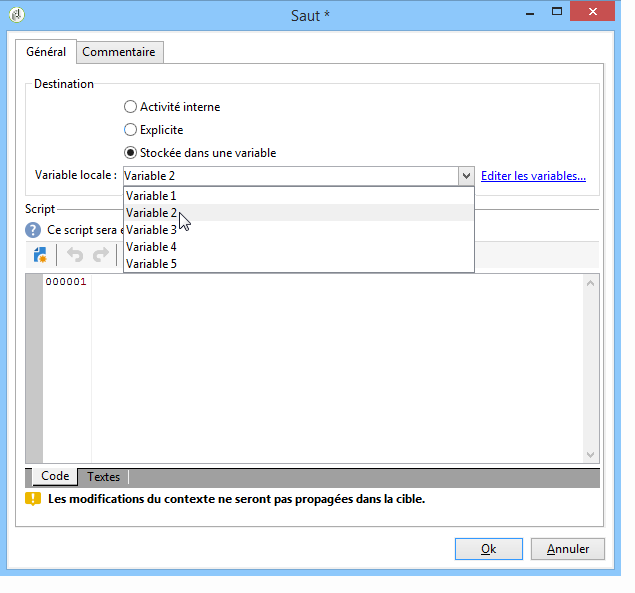 Saut *
Général Commentaire
Destination
Activité interne
Explicite
Stockée dans une variable
Variable locale : Variable 2 Editer les variables...
Variable 1
Variable 2
Variable 3
Variable 4
Variable 5
Script
Ce script sera
000001
Code Textes
Les modifications du contexte ne seront pas propagées dans la cible.
Ok Annuler